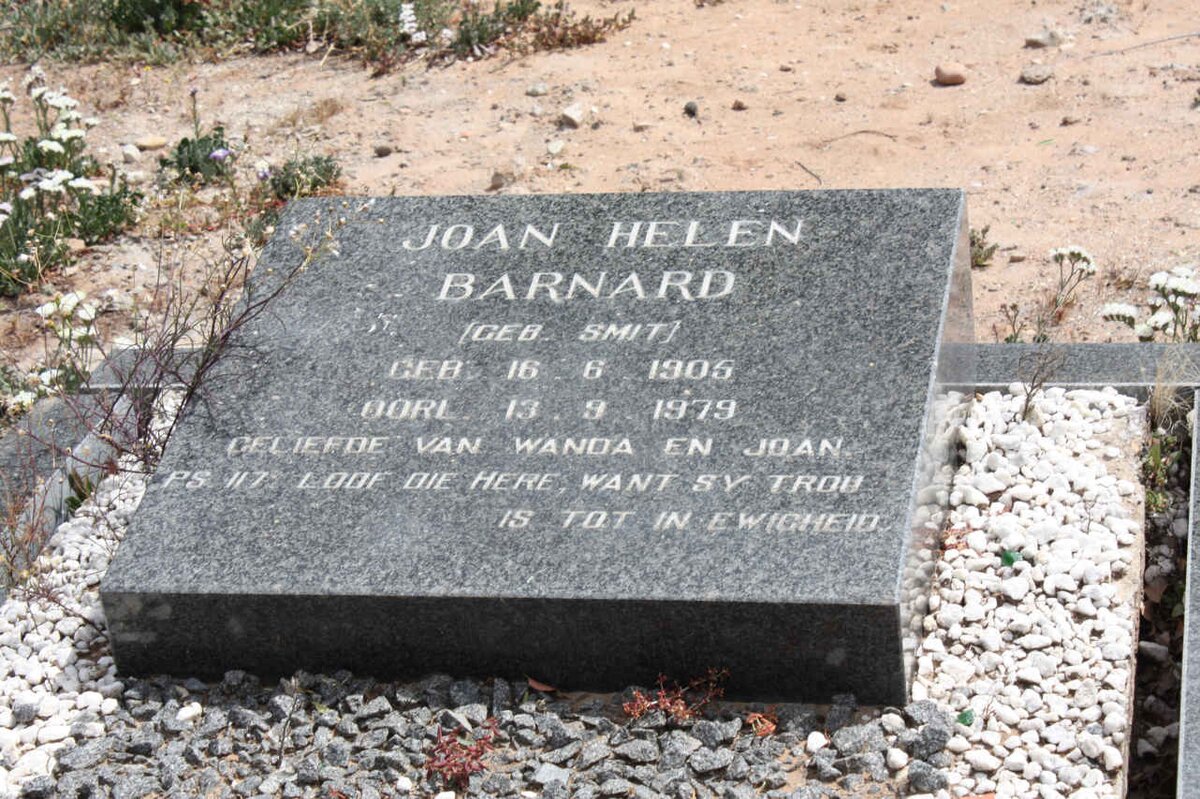 JOAN HELEN
BARNARD
[GEB. SMIT]
GEB. 16. 6. 1905
OORL. 13. 9. 1979
GELIEFDE VAN WANDA EN JOAN.
PS. 117: LOOF DIE HERE, WANT SY TROU
IS TOT IN EWIGHEID.